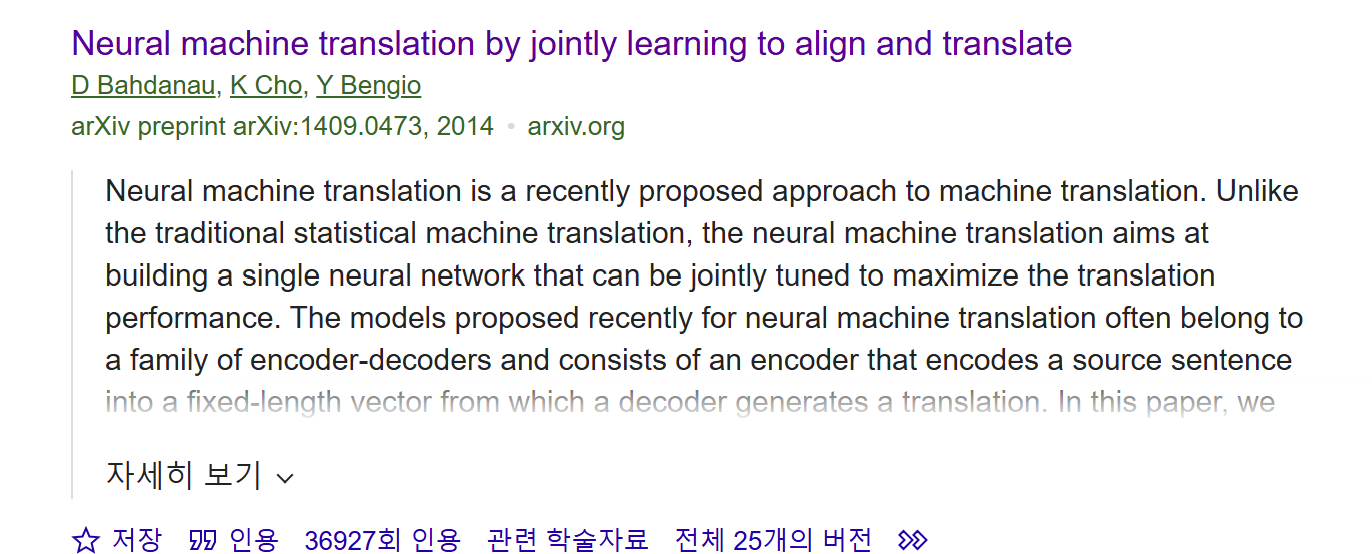 Neural machine translation by jointly learning to align and translate
D Bahdanau, K Cho, Y Bengio
arXiv preprint arXiv:1409.0473, 2014 • arxiv.org
Neural machine translation is a recently proposed approach to machine translation. Unlike
the traditional statistical machine translation, the neural machine translation aims at
building a single neural network that can be jointly tuned to maximize the translation
performance. The models proposed recently for neural machine translation often belong to
a family of encoder-decoders and consists of an encoder that encodes a source sentence
into a fixed-length vector from which a decoder generates a translation. In this paper, we
자세히 보기
저장 인용 36927회 인용 관련 학술자료 전체 25개의 버전